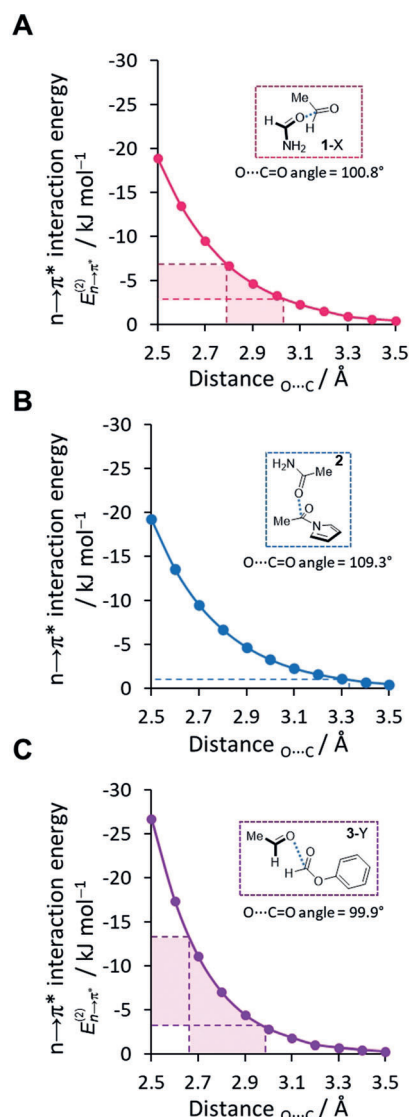 A
n→π* interaction energy
E(2)n→π* / kJ mol−1
-30
-25
-20
-15
-10
-5
0
2.5 2.7 2.9 3.1 3.3 3.5
Distance O···C / Å
Me
O
H
O
H
NH2
1-X
O···C=O angle = 100.8°
B
n→π* interaction energy
/ kJ mol−1
-30
-25
-20
-15
-10
-5
0
2.5 2.7 2.9 3.1 3.3 3.5
Distance O···C / Å
2
H2N
Me
O
O
Me
N
O···C=O angle = 109.3°
C
n→π* interaction energy
E(2)n→π* / kJ mol−1
-30
-25
-20
-15
-10
-5
0
2.5 2.7 2.9 3.1 3.3 3.5
Distance O···C / Å
3-Y
Me
O
H
O
H
O
O···C=O angle = 99.9°